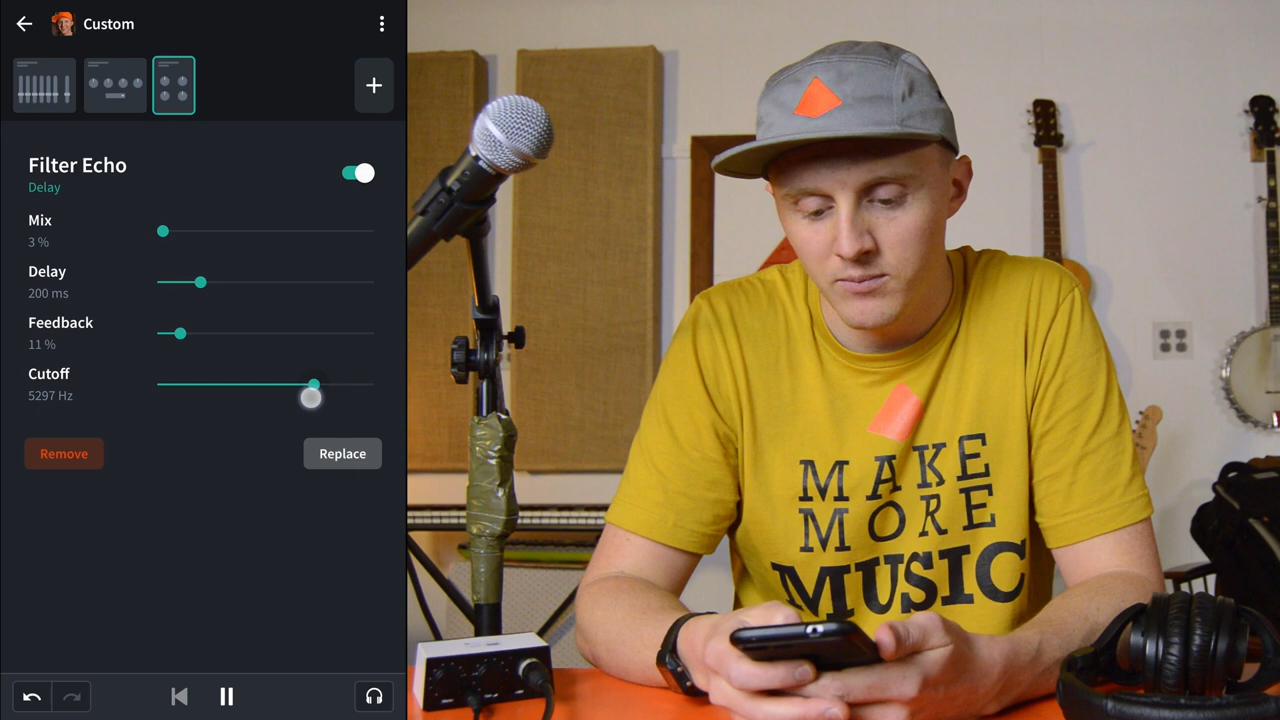 Custom
Filter Echo
Delay
Mix
3 %
Delay
200 ms
Feedback
11 %
Cutoff
5297 Hz
Remove
Replace
MAKE
MORE
MUSIC